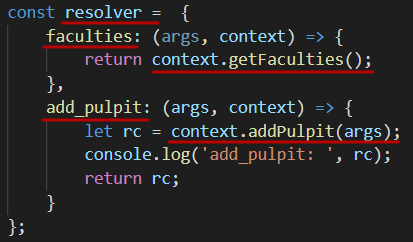 const resolver =  {
    faculties: (args, context) => {
        return context.getFaculties();
    },
    add_pulpit: (args, context) => {
        let rc = context.addPulpit(args);
        console.log('add_pulpit: ', rc);
        return rc;
    }
};